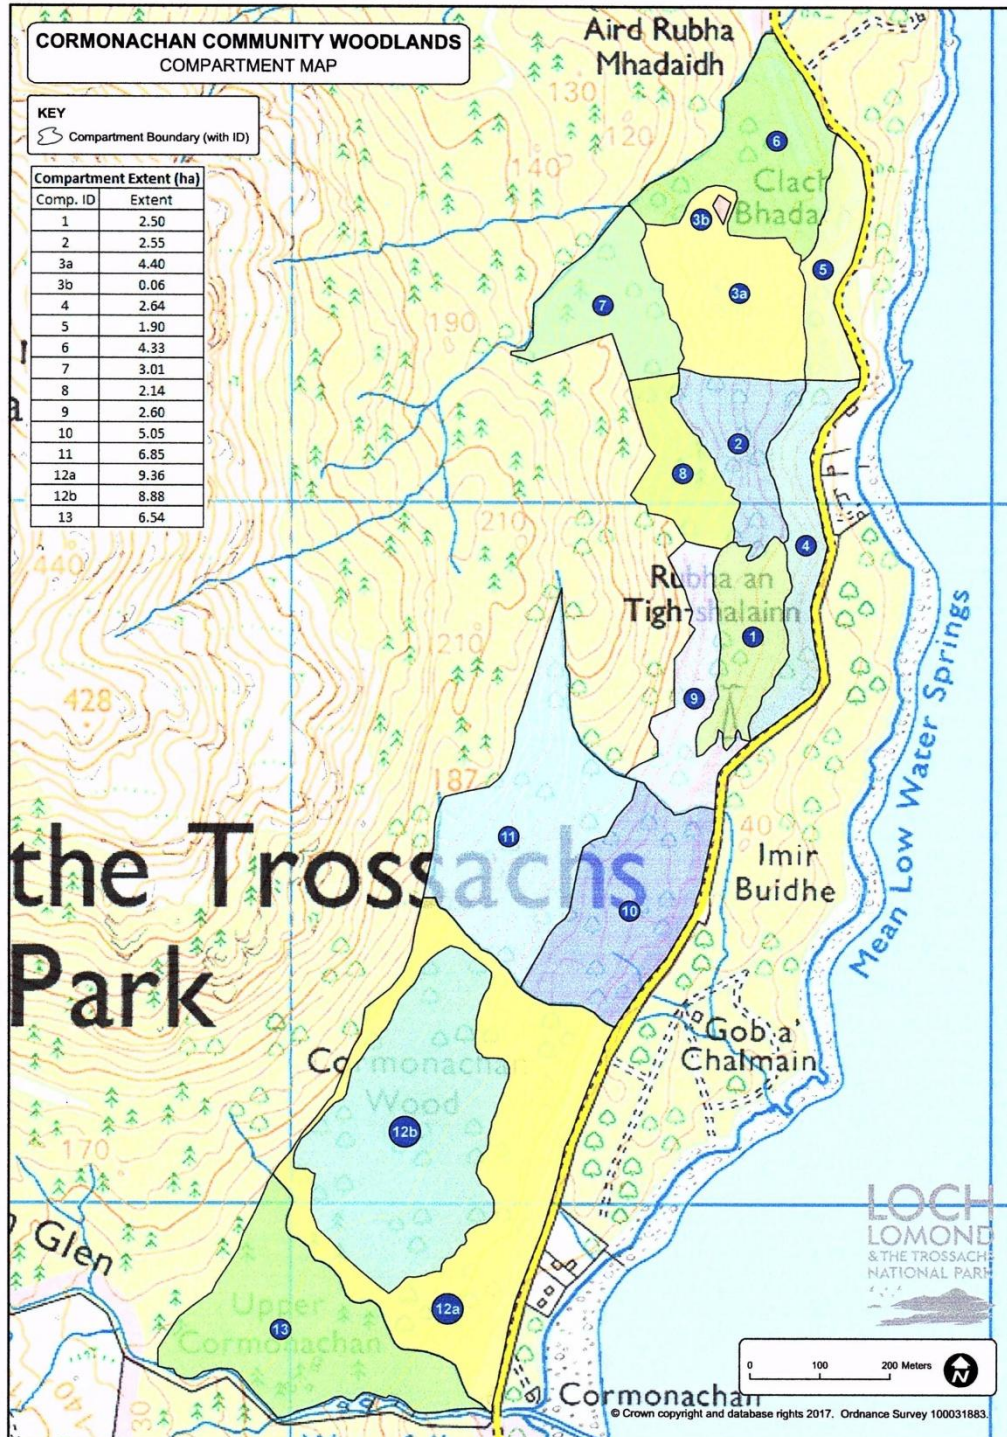 CORMONACHAN COMMUNITY WOODLANDS
COMPARTMENT MAP
KEY
Compartment Boundary (with ID)
Compartment Extent (ha)
Comp. ID Extent
1 2.50
2 2.55
3a 4.40
3b 0.06
4 2.64
5 1.90
6 4.33
7 3.01
8 2.14
9 2.60
10 5.05
11 6.85
12a 9.36
12b 8.88
13 6.54
Aird Rubha
Mhadaidh
130
120
140
6
Clach
Bhada
3b
5
3a
7
190
2
8
210
4
440
Rubha an
Tigh-shalainn
210
1
9
428
187
Mean Low Water Springs
11
40
Imir
Buidhe
the Trossachs
10
Park
Gob a'
Chalmain
Cormonachan
Wood
12b
170
Glen
LOCH
LOMOND
& THE TROSSACHS
NATIONAL PARK
12a
Upper
Cormonachan
13
140
30
0 100 200 Meters
N
Cormonachan
© Crown copyright and database rights 2017. Ordnance Survey 100031883.